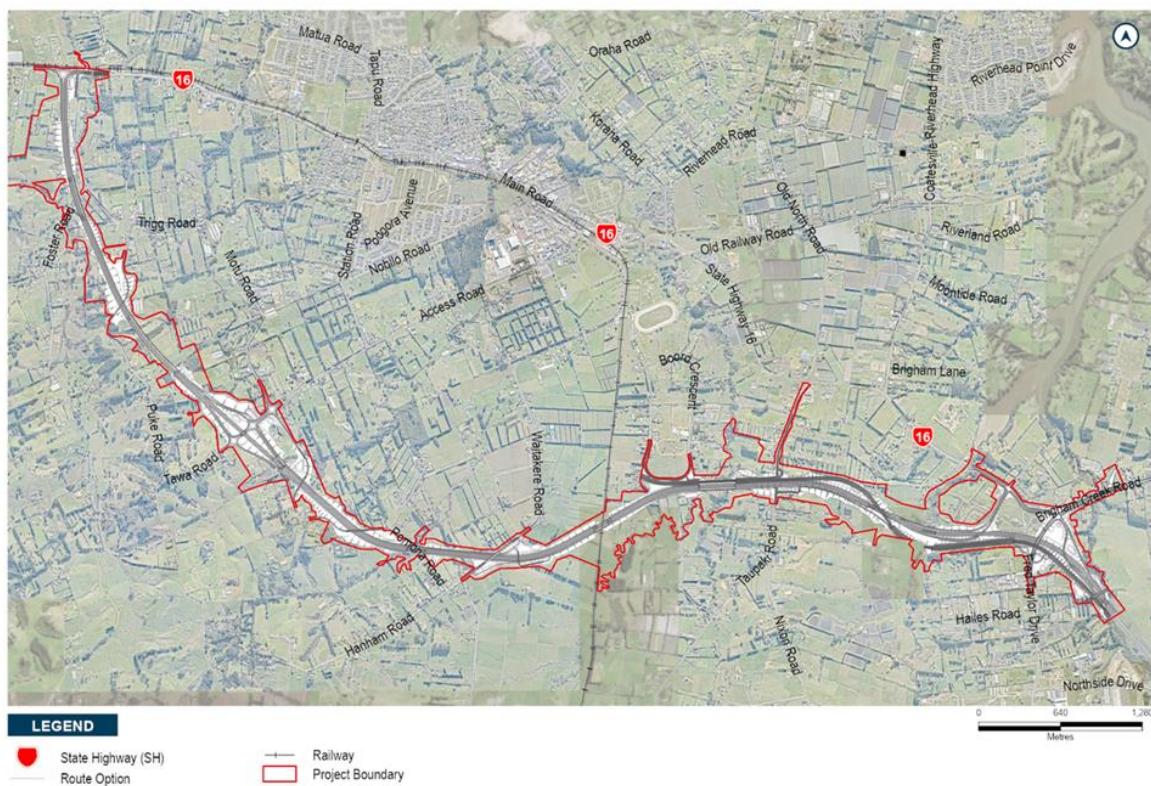 Matua Road
Tapu Road
Oraha Road
Coatesville-Riverhead Highway
Riverhead Point Drive
16
Koraha Road
Riverhead Road
Main Road
Foster Road
Trigg Road
Station Road
Podgora Avenue
Nobilo Road
Motu Road
Access Road
16
Old Railway Road
Old North Road
Riverland Road
State Highway 16
Moontide Road
Boord Crescent
Brigham Lane
Puke Road
Tawa Road
Waitakere Road
16
Brigham Creek Road
Pomona Road
Taupaki Road
Fred Taylor Drive
Hanham Road
Nixon Road
Hailes Road
Northside Drive
0 640 1,280
Metres
LEGEND
State Highway (SH)
Route Option
Railway
Project Boundary